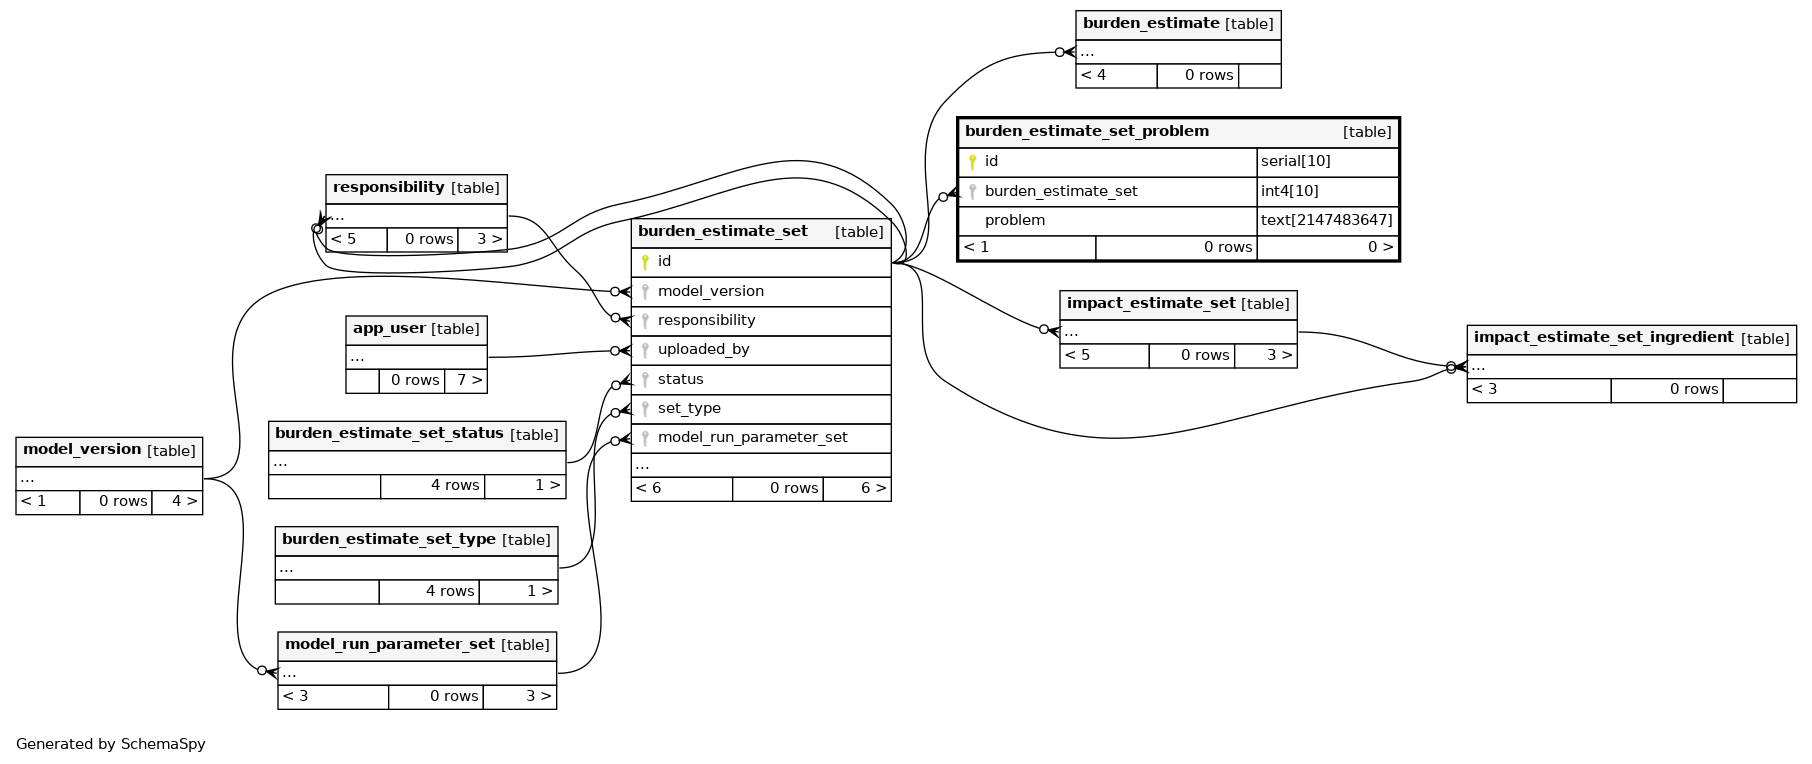 burden_estimate [table]
...
< 4 0 rows
burden_estimate_set_problem [table]
id serial[10]
burden_estimate_set int4[10]
problem text[2147483647]
< 1 0 rows 0 >
responsibility [table]
...
< 5 0 rows 3 >
burden_estimate_set [table]
id
model_version
responsibility
uploaded_by
status
set_type
model_run_parameter_set
...
< 6 0 rows 6 >
impact_estimate_set [table]
...
< 5 0 rows 3 >
impact_estimate_set_ingredient [table]
...
< 3 0 rows
app_user [table]
...
0 rows 7 >
burden_estimate_set_status [table]
...
4 rows 1 >
model_version [table]
...
< 1 0 rows 4 >
burden_estimate_set_type [table]
...
4 rows 1 >
model_run_parameter_set [table]
...
< 3 0 rows 3 >
Generated by SchemaSpy